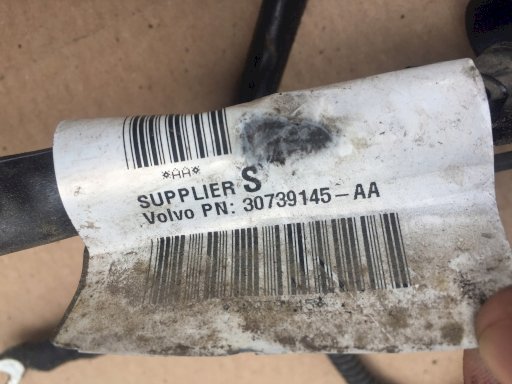 *AA*
SUPPLIER S
Volvo PN: 30739145-AA